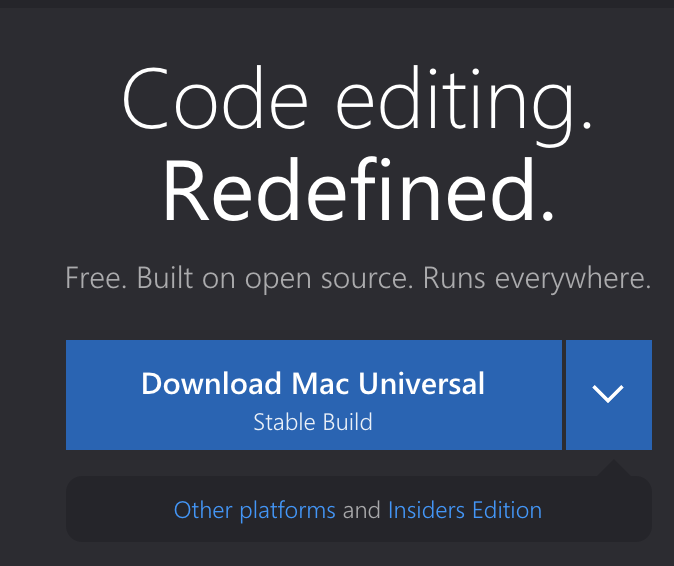 Code editing.
Redefined.
Free. Built on open source. Runs everywhere.
Download Mac Universal
Stable Build
Other platforms and Insiders Edition